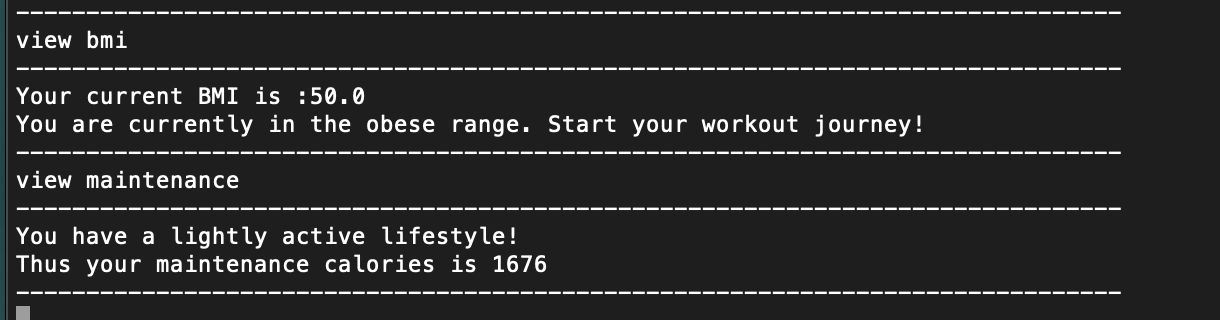 --------------------------------------------------------------------------------
view bmi
--------------------------------------------------------------------------------
Your current BMI is :50.0
You are currently in the obese range. Start your workout journey!
--------------------------------------------------------------------------------
view maintenance
--------------------------------------------------------------------------------
You have a lightly active lifestyle!
Thus your maintenance calories is 1676
--------------------------------------------------------------------------------